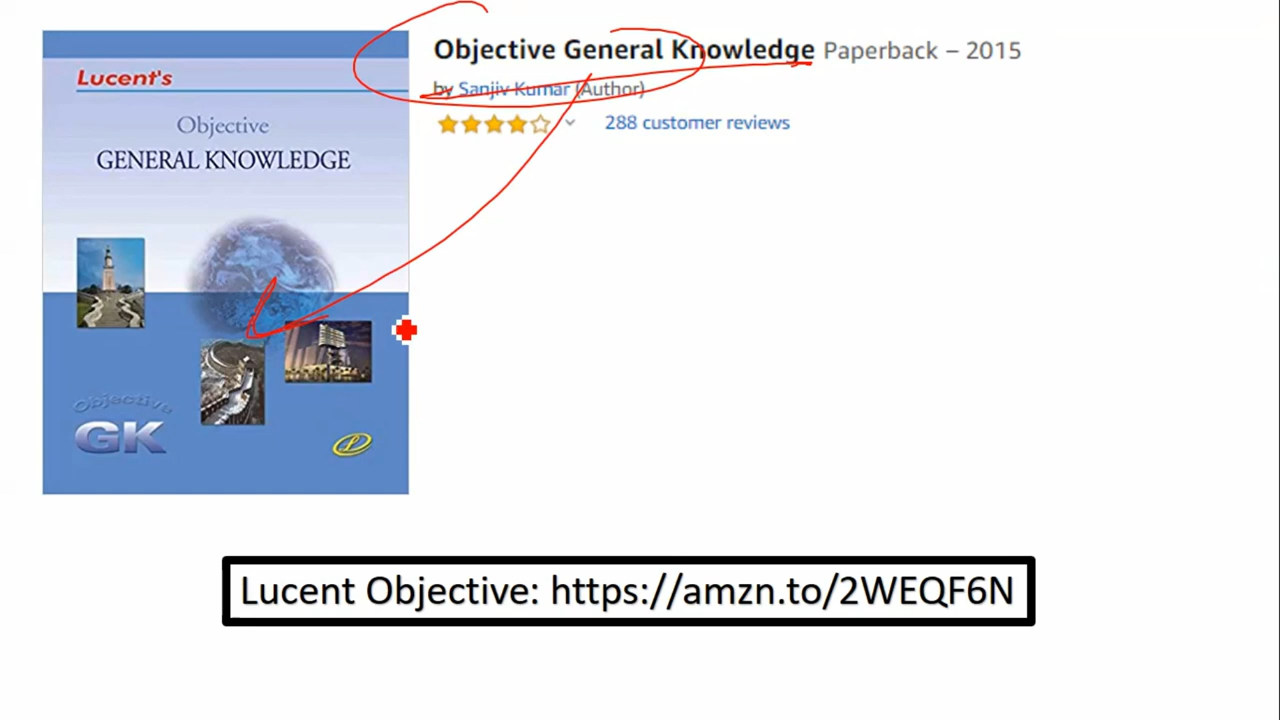 Lucent's
Objective
GENERAL KNOWLEDGE
Objective
GK
Objective General Knowledge Paperback – 2015
by Sanjiv Kumar (Author)
288 customer reviews
Lucent Objective: https://amzn.to/2WEQF6N